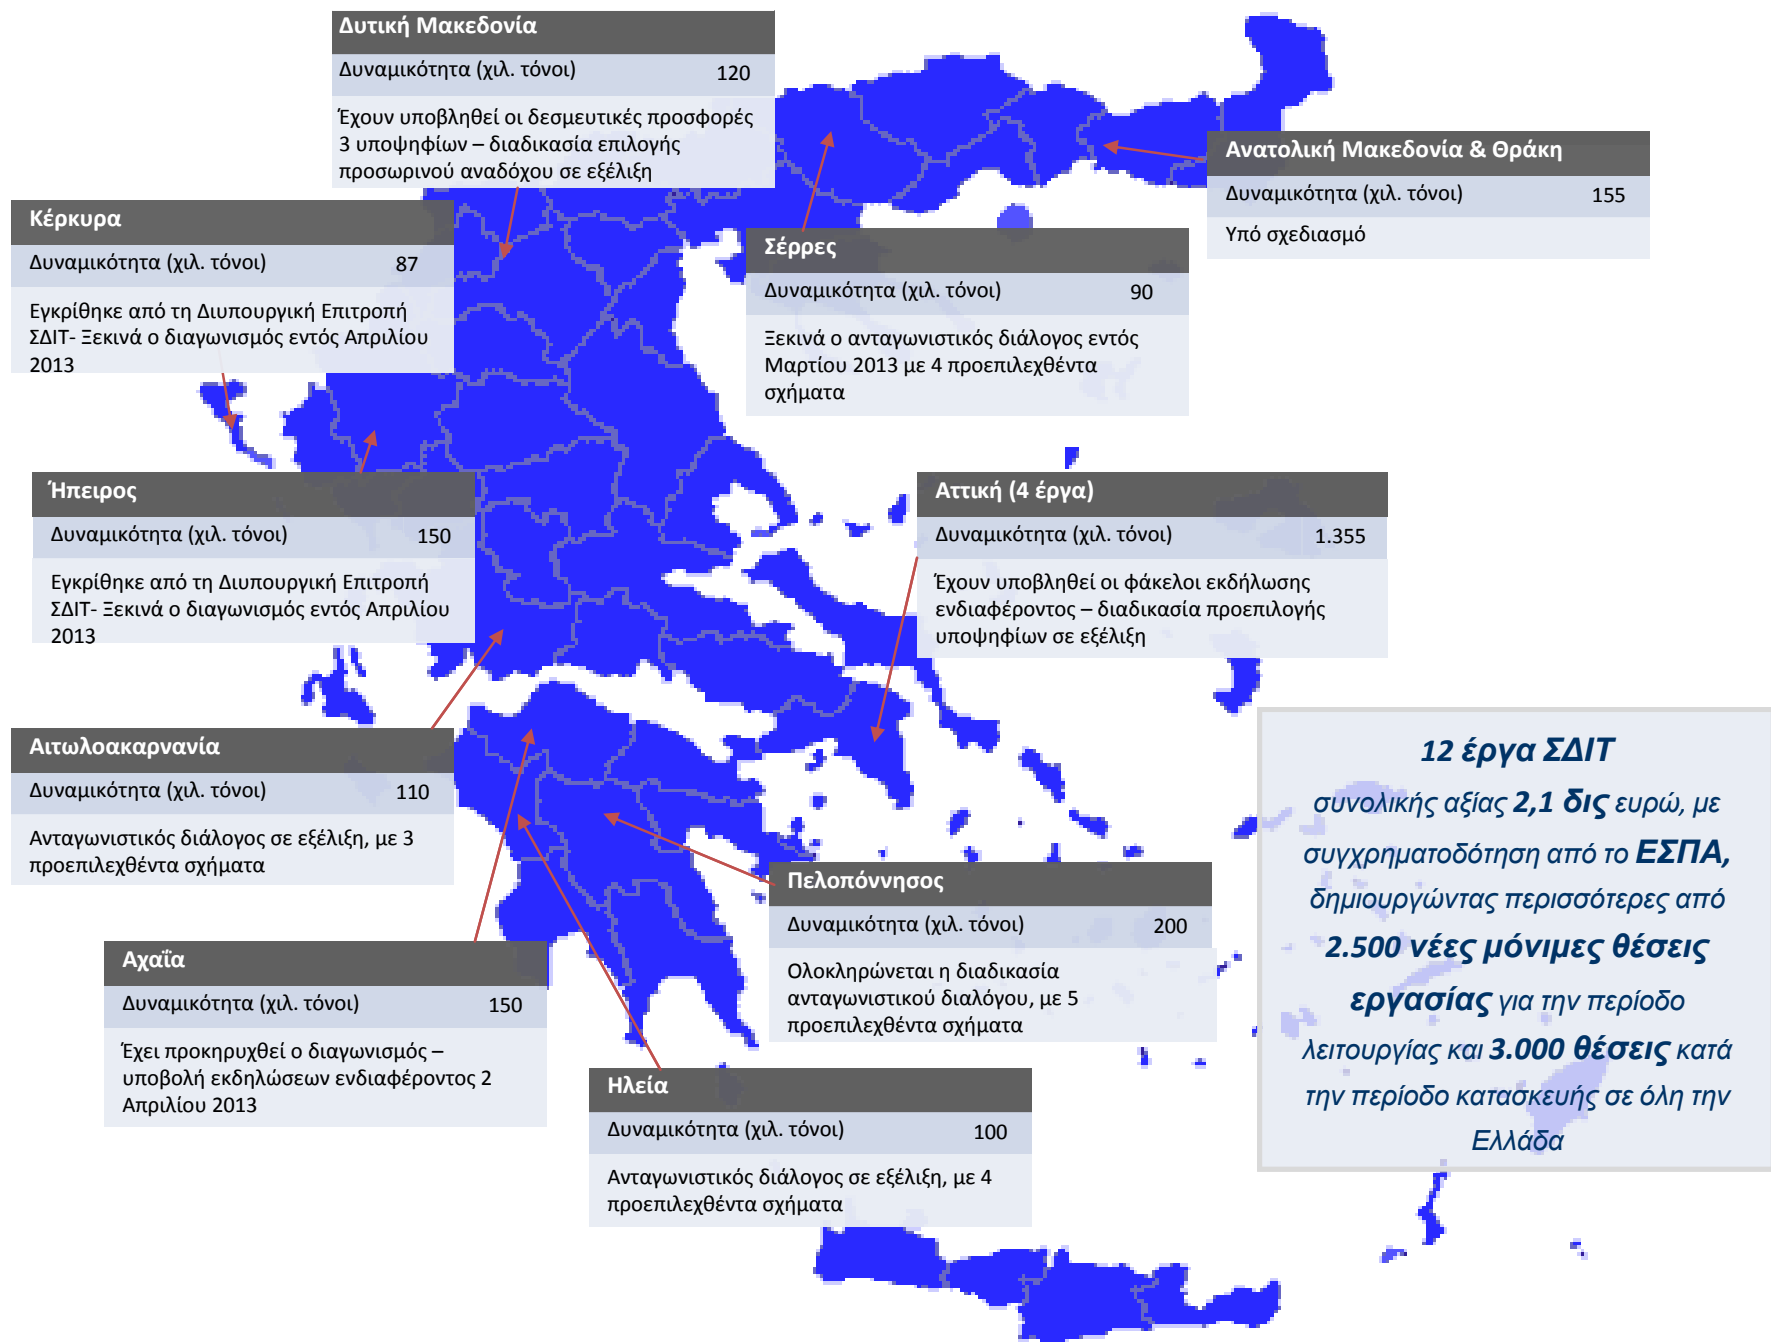 Δυτική Μακεδονία
Δυναμικότητα (χιλ. τόνοι) 120
Έχουν υποβληθεί οι δεσμευτικές προσφορές
3 υποψηφίων – διαδικασία επιλογής
προσωρινού αναδόχου σε εξέλιξη
Ανατολική Μακεδονία & Θράκη
Δυναμικότητα (χιλ. τόνοι) 155
Υπό σχεδιασμό
Κέρκυρα
Δυναμικότητα (χιλ. τόνοι) 87
Εγκρίθηκε από τη Διυπουργική Επιτροπή
ΣΔΙΤ- Ξεκινά ο διαγωνισμός εντός Απριλίου
2013
Σέρρες
Δυναμικότητα (χιλ. τόνοι) 90
Ξεκινά ο ανταγωνιστικός διάλογος εντός
Μαρτίου 2013 με 4 προεπιλεχθέντα
σχήματα
Ήπειρος
Δυναμικότητα (χιλ. τόνοι) 150
Εγκρίθηκε από τη Διυπουργική Επιτροπή
ΣΔΙΤ- Ξεκινά ο διαγωνισμός εντός Απριλίου
2013
Αττική (4 έργα)
Δυναμικότητα (χιλ. τόνοι) 1.355
Έχουν υποβληθεί οι φάκελοι εκδήλωσης
ενδιαφέροντος – διαδικασία προεπιλογής
υποψηφίων σε εξέλιξη
Αιτωλοακαρνανία
Δυναμικότητα (χιλ. τόνοι) 110
Ανταγωνιστικός διάλογος σε εξέλιξη, με 3
προεπιλεχθέντα σχήματα
Πελοπόννησος
Δυναμικότητα (χιλ. τόνοι) 200
Ολοκληρώνεται η διαδικασία
ανταγωνιστικού διαλόγου, με 5
προεπιλεχθέντα σχήματα
Αχαΐα
Δυναμικότητα (χιλ. τόνοι) 150
Έχει προκηρυχθεί ο διαγωνισμός –
υποβολή εκδηλώσεων ενδιαφέροντος 2
Απριλίου 2013
Ηλεία
Δυναμικότητα (χιλ. τόνοι) 100
Ανταγωνιστικός διάλογος σε εξέλιξη, με 4
προεπιλεχθέντα σχήματα
12 έργα ΣΔΙΤ
συνολικής αξίας 2,1 δις ευρώ, με
συγχρηματοδότηση από το ΕΣΠΑ,
δημιουργώντας περισσότερες από
2.500 νέες μόνιμες θέσεις
εργασίας για την περίοδο
λειτουργίας και 3.000 θέσεις κατά
την περίοδο κατασκευής σε όλη την
Ελλάδα